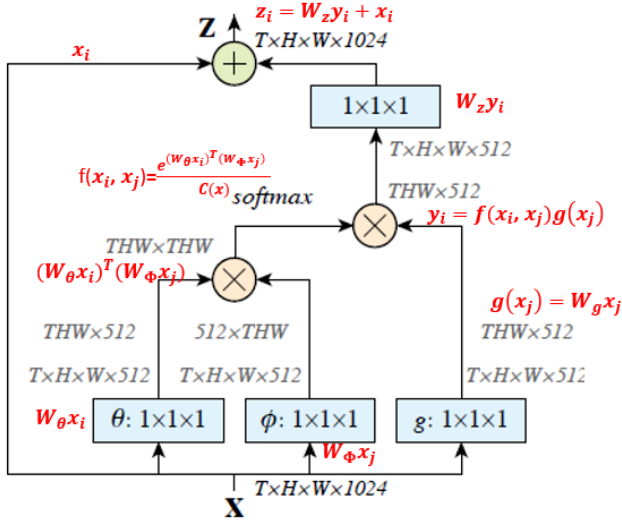 z_i = W_z y_i + x_i
Z
T×H×W×1024
x_i
+
1×1×1
W_z y_i
T×H×W×512
f(x_i, x_j)=e^{(W_θ x_i)^T (W_Φ x_j)}/C(x)
softmax
THW×512
y_i = f(x_i, x_j)g(x_j)
×
THW×THW
(W_θ x_i)^T (W_Φ x_j)
×
g(x_j) = W_g x_j
THW×512
512×THW
THW×512
T×H×W×512
T×H×W×512
T×H×W×512
W_θ x_i
θ: 1×1×1
ϕ: 1×1×1
g: 1×1×1
W_Φ x_j
X
T×H×W×1024